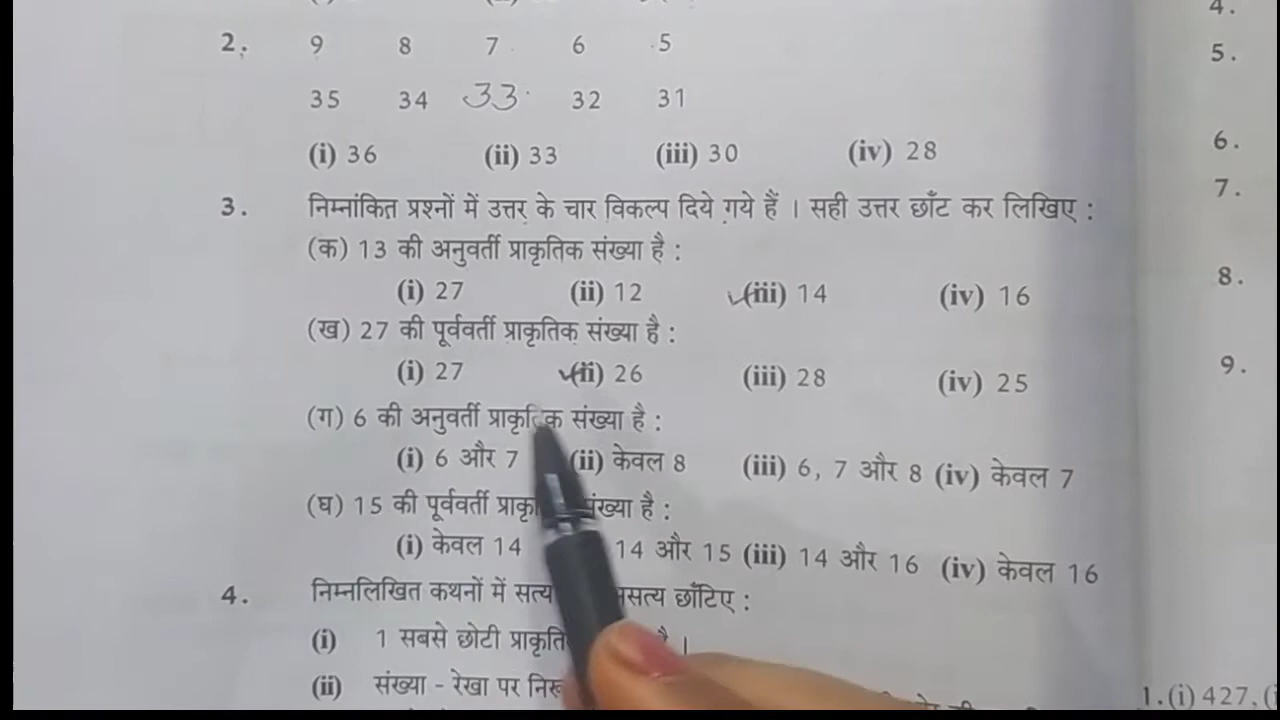 2. 9 8 7 6 5
35 34 33 32 31
(i) 36 (ii) 33 (iii) 30 (iv) 28
3. निम्नांकित प्रश्नों में उत्तर के चार विकल्प दिये गये हैं । सही उत्तर छाँट कर लिखिए :
(क) 13 की अनुवर्ती प्राकृतिक संख्या है :
(i) 27 (ii) 12 (iii) 14 (iv) 16
(ख) 27 की पूर्ववर्ती प्राकृतिक संख्या है :
(i) 27 (ii) 26 (iii) 28 (iv) 25
(ग) 6 की अनुवर्ती प्राकृतिक संख्या है :
(i) 6 और 7 (ii) केवल 8 (iii) 6, 7 और 8 (iv) केवल 7
(घ) 15 की पूर्ववर्ती संख्या है :
(i) केवल 14 14 और 15 (iii) 14 और 16 (iv) केवल 16
4. निम्नलिखित कथनों में सत्य छाँटिए :
(i) 1 सबसे छोटी है ।
(ii) संख्या - रेखा पर
4.
5.
6.
7.
8.
9.
1. (i) 427,